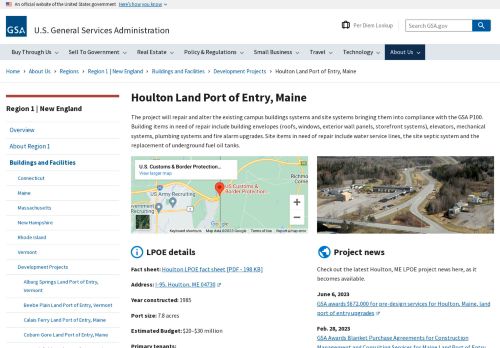 An official website of the United States government Here's how you know
GSA
U.S. General Services Administration
Per Diem Lookup
Search GSA.gov
Buy Through Us
Sell To Government
Real Estate
Policy & Regulations
Small Business
Travel
Technology
About Us
Home > About Us > Regions > Region 1 | New England > Buildings and Facilities > Development Projects > Houlton Land Port of Entry, Maine
Region 1 | New England
Overview
About Region 1
Buildings and Facilities
Connecticut
Maine
Massachusetts
New Hampshire
Rhode Island
Vermont
Development Projects
Alburg Springs Land Port of Entry,
Vermont
Beebe Plain Land Port of Entry, Vermont
Calais Ferry Land Port of Entry, Maine
Coburn Gore Land Port of Entry, Maine
Houlton Land Port of Entry, Maine
The project will repair and alter the existing campus buildings systems and site systems bringing them into compliance with the GSA P100.
Building items in need of repair include building envelopes (roofs, windows, exterior wall panels, storefront systems), elevators, mechanical
systems, plumbing systems and fire alarm upgrades. Site items in need of repair include water service lines, the site septic system and the
replacement of underground fuel oil tanks.
U.S. Customs & Border Protection...
View larger map
US Army Recruiting
US Customs &
Border Protection...
Google
Keyboard shortcuts
Map data ©2023 Google
Terms of Use
Report a map error
LPOE details
Fact sheet: Houlton LPOE fact sheet [PDF - 198 KB]
Address: I-95, Houlton, ME 04730
Year constructed: 1985
Port size: 7.8 acres
Estimated Budget: $20–$30 million
Primary tenants:
Project news
Check out the latest Houlton, ME LPOE project news here, as it
becomes available.
June 6, 2023
GSA awards $672,000 for pre-design services for Houlton, Maine, land
port of entry upgrades
Feb. 28, 2023
GSA Awards Blanket Purchase Agreements for Construction
Management and Consulting Services for Maine Land Port of Entry